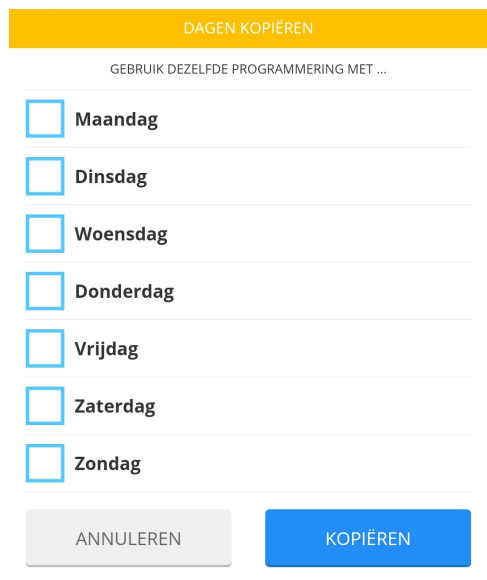 DAGEN KOPIËREN
GEBRUIK DEZELFDE PROGRAMMERING MET ...
Maandag
Dinsdag
Woensdag
Donderdag
Vrijdag
Zaterdag
Zondag
ANNULEREN KOPIËREN